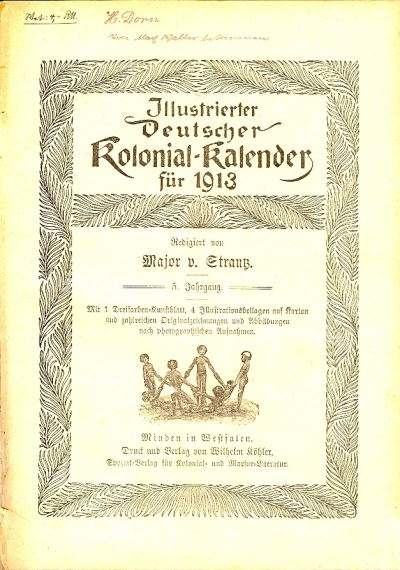 H. Dorn
Illustrierter
Deutscher
Kolonial-Kalender
für 1913
Redigiert von
Major v. Strantz.
5. Jahrgang.
Mit 1 Dreifarben-Kunstblatt, 4 Illustrationsbeilagen auf Karton
und zahlreichen Originalzeichnungen und Abbildungen
nach photographischen Aufnahmen.
Minden in Westfalen.
Druck und Verlag von Wilhelm Köhler,
Spezial-Verlag für Kolonial- und Marine-Literatur.